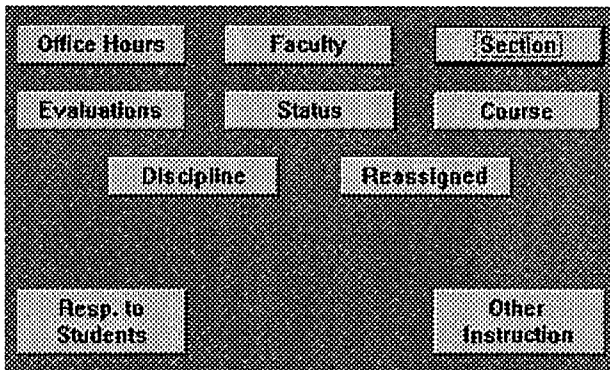 Office Hours Faculty Section
Evaluations Status Course
Discipline Reassigned
Resp. to Students
Other Instruction